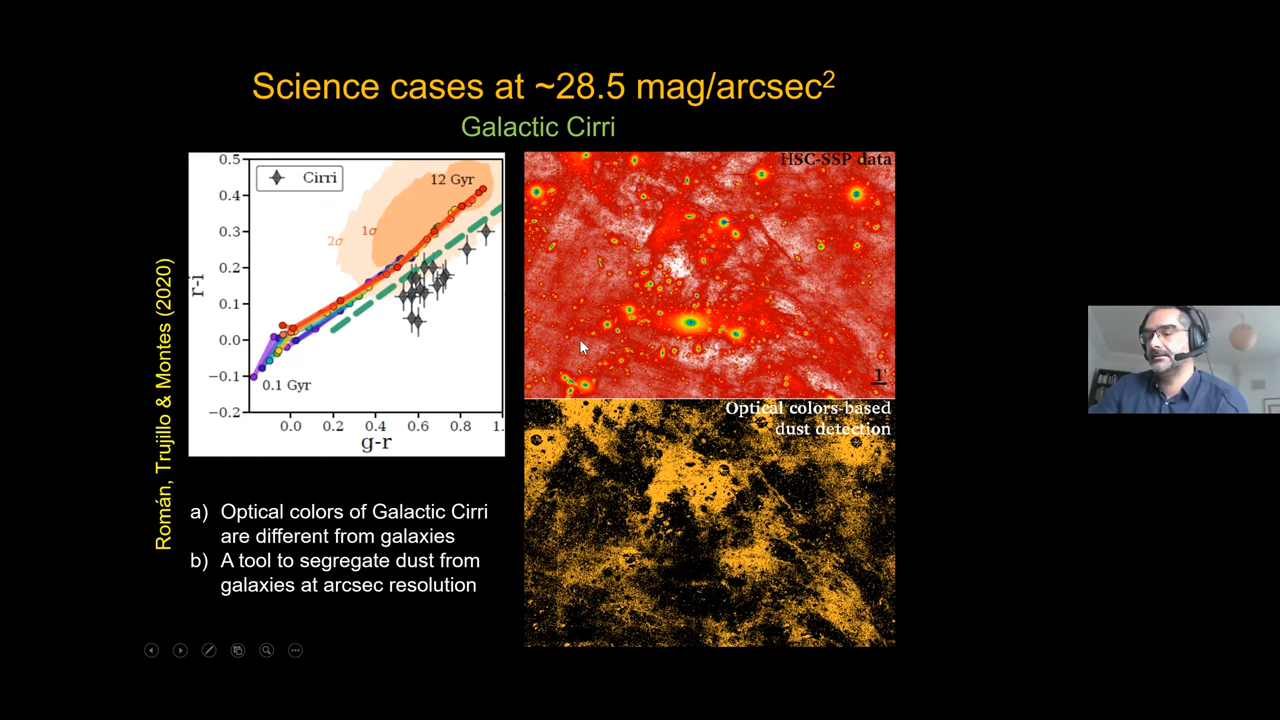 Science cases at ~28.5 mag/arcsec²
Galactic Cirri
Román, Trujillo & Montes (2020)
0.5
0.4
0.3
0.2
0.1
0.0
−0.1
−0.2
r-i
Cirri
12 Gyr
1σ
2σ
0.1 Gyr
0.0 0.2 0.4 0.6 0.8 1.
g-r
HSC-SSP data
1'
Optical colors-based
dust detection
a) Optical colors of Galactic Cirri
are different from galaxies
b) A tool to segregate dust from
galaxies at arcsec resolution